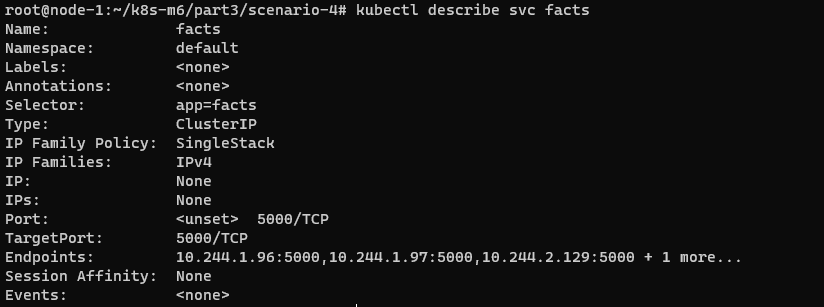 root@node-1:~/k8s-m6/part3/scenario-4# kubectl describe svc facts
Name:              facts
Namespace:         default
Labels:            <none>
Annotations:       <none>
Selector:          app=facts
Type:              ClusterIP
IP Family Policy:  SingleStack
IP Families:       IPv4
IP:                None
IPs:               None
Port:              <unset>  5000/TCP
TargetPort:        5000/TCP
Endpoints:         10.244.1.96:5000,10.244.1.97:5000,10.244.2.129:5000 + 1 more...
Session Affinity:  None
Events:            <none>